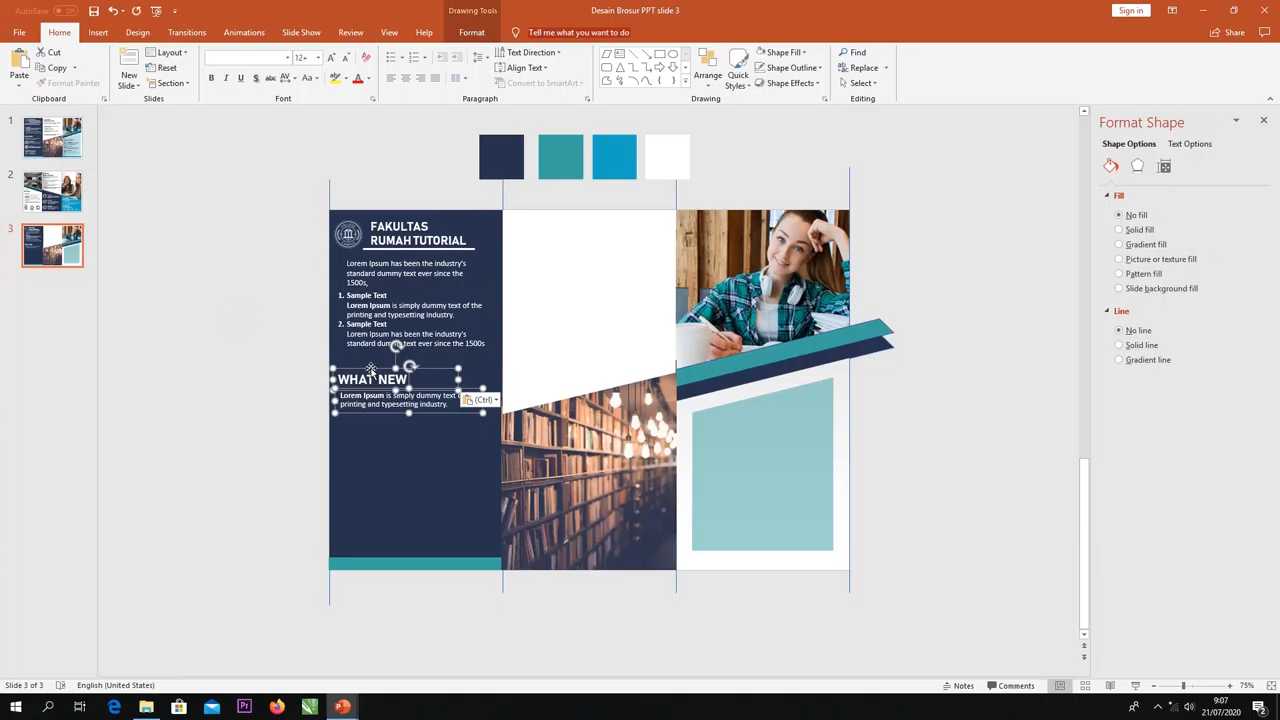 AutoSave
Drawing Tools
Desain Brosur PPT slide 3
Sign in
File
Home
Insert
Design
Transitions
Animations
Slide Show
Review
View
Help
Format
Tell me what you want to do
Share
Paste
Cut
Copy
Format Painter
Clipboard
New
Slide
Layout
Reset
Section
Slides
12+
Font
Text Direction
Align Text
Convert to SmartArt
Paragraph
Arrange
Quick
Styles
Shape Fill
Shape Outline
Shape Effects
Drawing
Find
Replace
Select
Editing
1
2
3
FAKULTAS
RUMAH TUTORIAL
Lorem Ipsum has been the industry's
standard dummy text ever since the
1500s,
1. Sample Text
Lorem Ipsum is simply dummy text of the
printing and typesetting industry.
2. Sample Text
Lorem Ipsum has been the industry's
standard dummy text ever since the 1500s
WHAT NEW
Lorem Ipsum is simply dummy text
printing and typesetting industry.
(Ctrl)
Format Shape
Shape Options
Text Options
Fill
No fill
Solid fill
Gradient fill
Picture or texture fill
Pattern fill
Slide background fill
Line
No line
Solid line
Gradient line
Slide 3 of 3
English (United States)
Notes
Comments
75%
9:07
21/07/2020